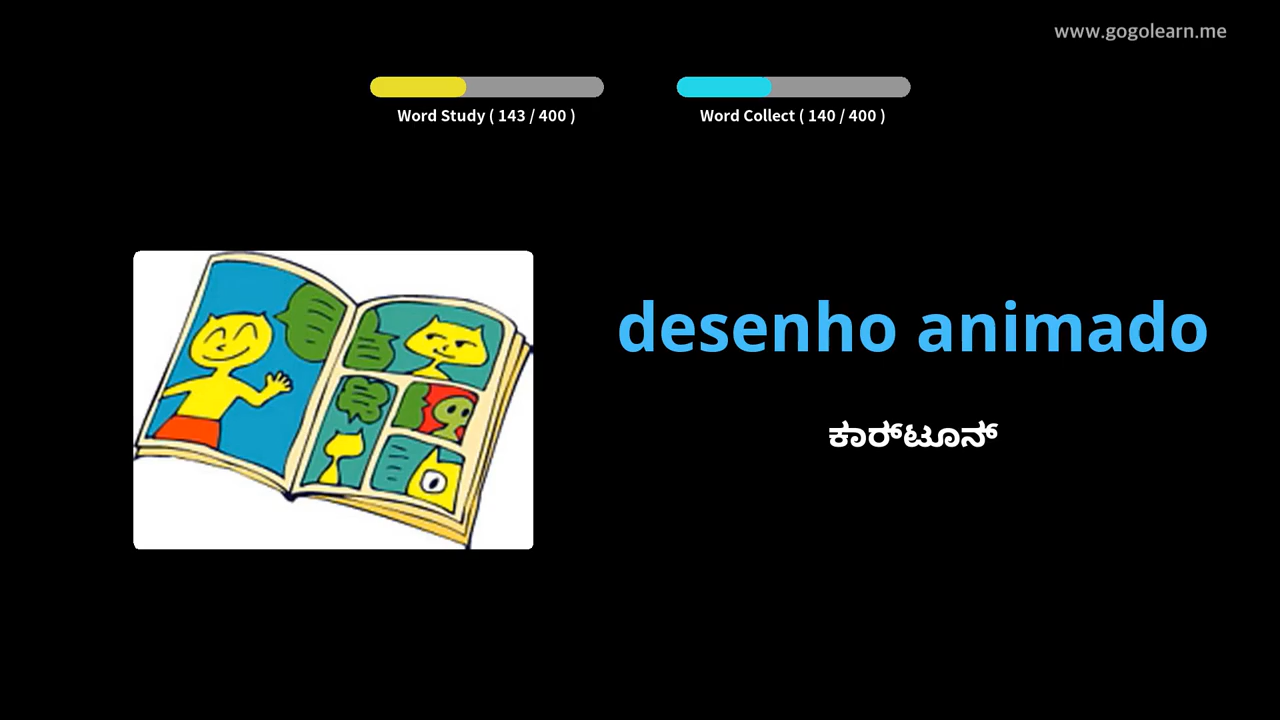 www.gogolearn.me
Word Study ( 143 / 400 )
Word Collect ( 140 / 400 )
desenho animado
ಕಾರ್‍ಟೂನ್